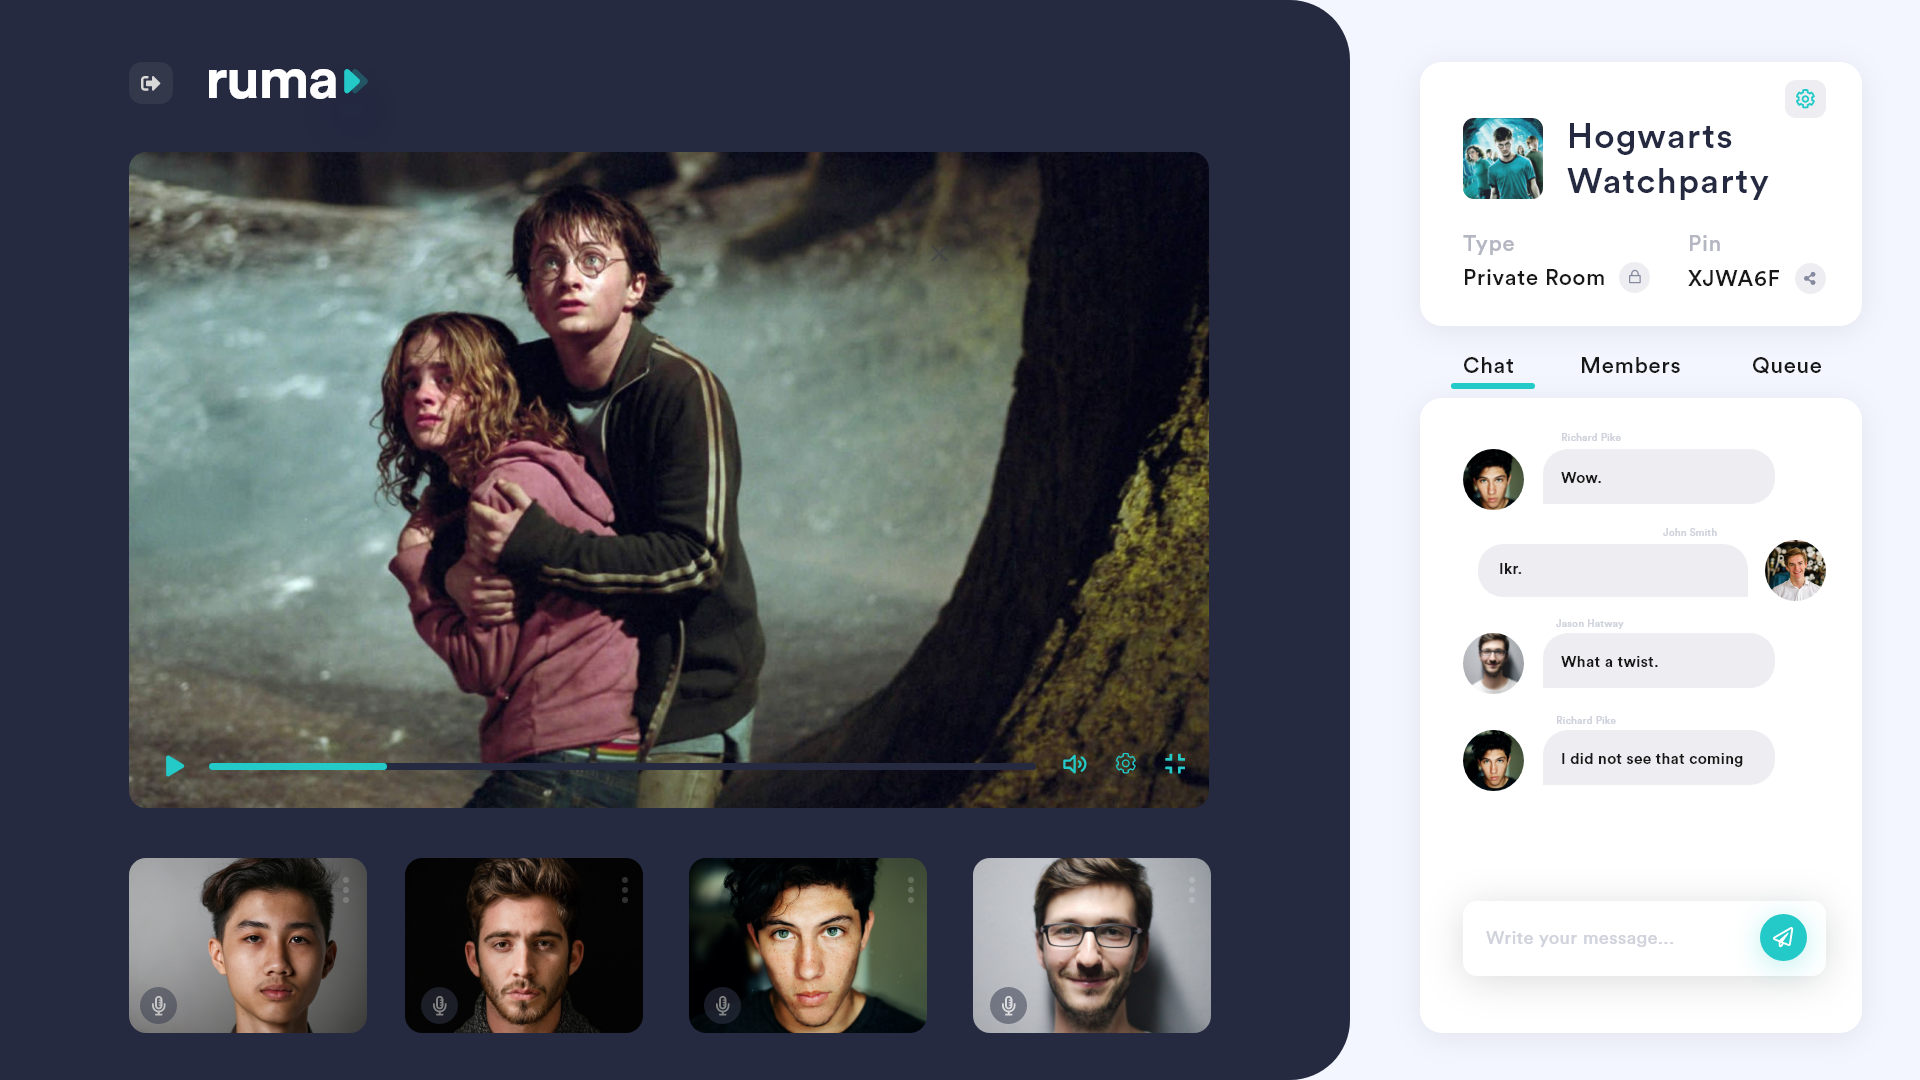 ruma
Hogwarts
Watchparty
Type
Private Room
Pin
XJWA6F
Chat
Members
Queue
Richard Pike
Wow.
John Smith
Ikr.
Jason Hatway
What a twist.
Richard Pike
I did not see that coming
Write your message...